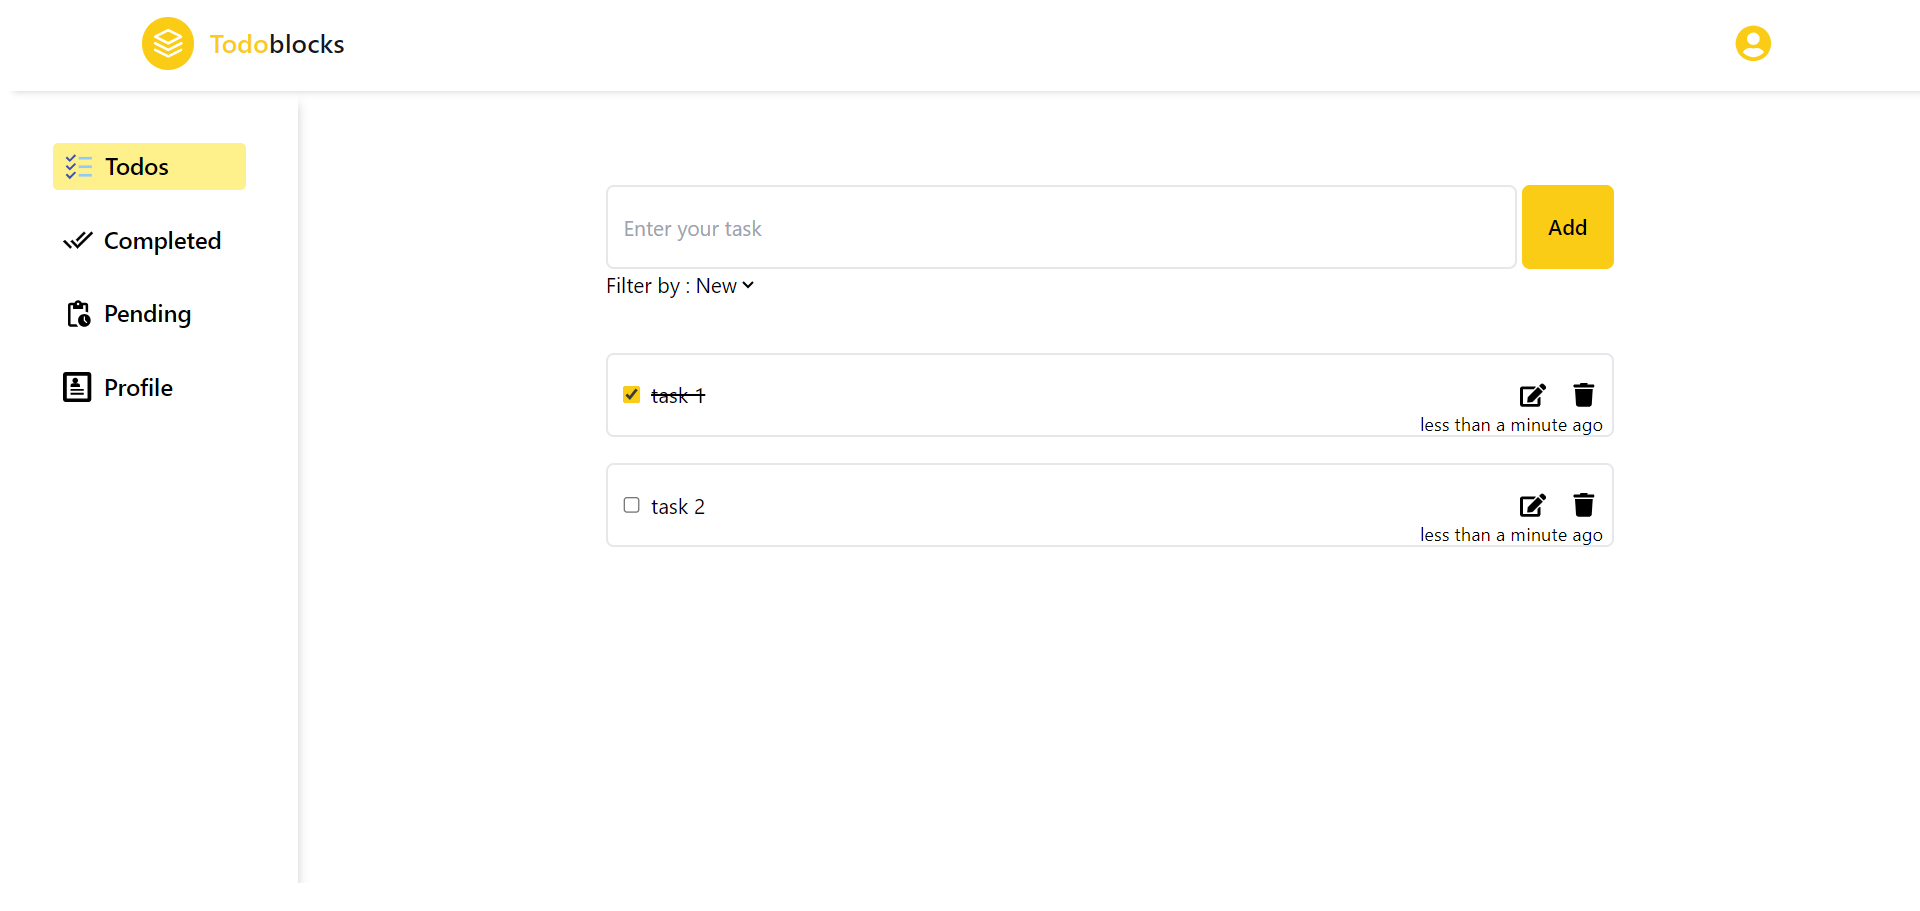 Todoblocks
Todos
Completed
Pending
Profile
Enter your task
Add
Filter by : New
task 1
less than a minute ago
task 2
less than a minute ago